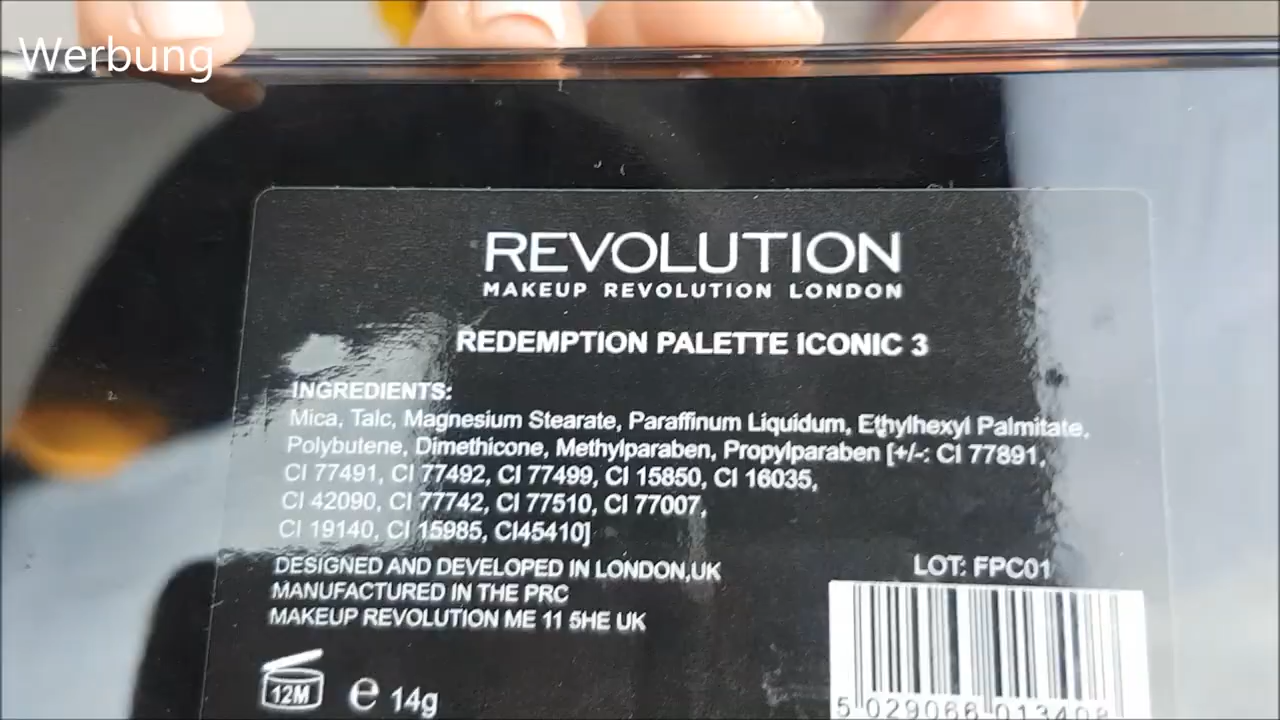 Werbung
REVOLUTION
MAKEUP REVOLUTION LONDON
REDEMPTION PALETTE ICONIC 3
INGREDIENTS:
Mica, Talc, Magnesium Stearate, Paraffinum Liquidum, Ethylhexyl Palmitate,
Polybutene, Dimethicone, Methylparaben, Propylparaben [+/-: CI 77891,
CI 77491, CI 77492, CI 77499, CI 15850, CI 16035,
CI 42090, CI 77742, CI 77510, CI 77007,
CI 19140, CI 15985, CI45410]
DESIGNED AND DEVELOPED IN LONDON,UK
MANUFACTURED IN THE PRC
MAKEUP REVOLUTION ME 11 5HE UK
LOT: FPC01
12M e 14g
5 029066 013408